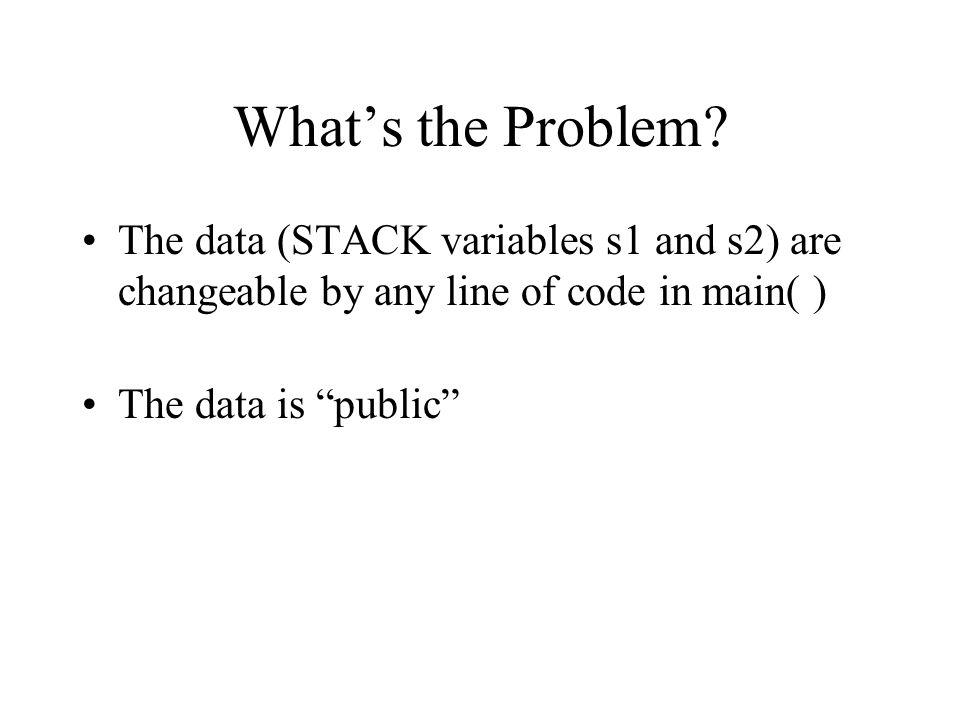 What’s the Problem?
• The data (STACK variables s1 and s2) are
changeable by any line of code in main( )
• The data is “public”